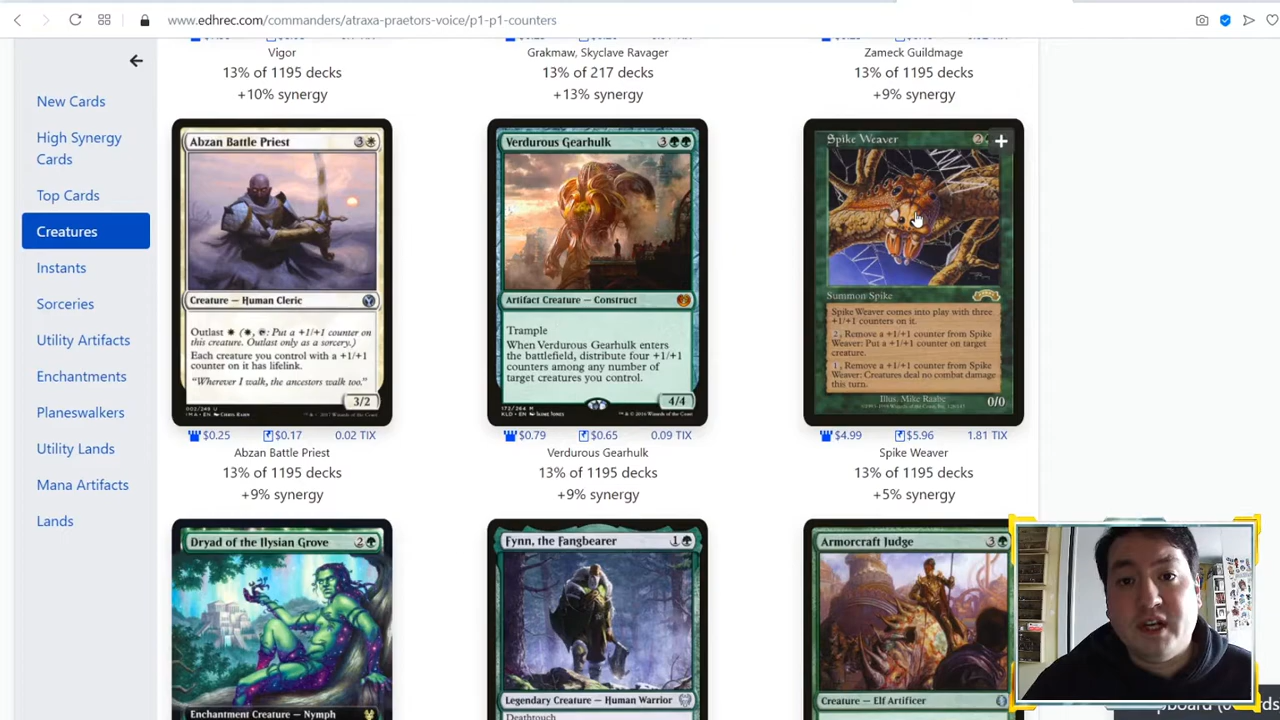 www.edhrec.com/commanders/atraxa-praetors-voice/p1-p1-counters
Vigor
Grakmaw, Skyclave Ravager
Zameck Guildmage
13% of 1195 decks
13% of 217 decks
13% of 1195 decks
+10% synergy
+13% synergy
+9% synergy
New Cards
High Synergy
Cards
Top Cards
Creatures
Instants
Sorceries
Utility Artifacts
Enchantments
Planeswalkers
Utility Lands
Mana Artifacts
Lands
Abzan Battle Priest 3
Creature — Human Cleric
Outlast ( , : Put a +1/+1
counter on this creature. Outlast only as a sorcery.)
Each creature you control with a +1/+1
counter on it has lifelink.
"Wherever I walk, the ancestors walk too."
3/2
$0.25 $0.17 0.02 TIX
Abzan Battle Priest
13% of 1195 decks
+9% synergy
Verdurous Gearhulk 3
Artifact Creature — Construct
Trample
When Verdurous Gearhulk enters
the battlefield, distribute four +1/+1
counters among any number of
target creatures you control.
4/4
$0.79 $0.65 0.09 TIX
Verdurous Gearhulk
13% of 1195 decks
+9% synergy
Spike Weaver 2
+
Summon Spike
Spike Weaver comes into play with three
+1/+1 counters on it.
2, Remove a +1/+1 counter from Spike
Weaver: Put a +1/+1 counter on target
creature.
1, Remove a +1/+1 counter from Spike
Weaver: Creatures deal no combat damage
this turn.
Illus. Mike Raabe
0/0
$4.99 $5.96 1.81 TIX
Spike Weaver
13% of 1195 decks
+5% synergy
Dryad of the Ilysian Grove 2
Enchantment Creature — Nymph
Fynn, the Fangbearer 1
Legendary Creature — Human Warrior
Deathtouch
Armorcraft Judge 3
Creature — Elf Artificer